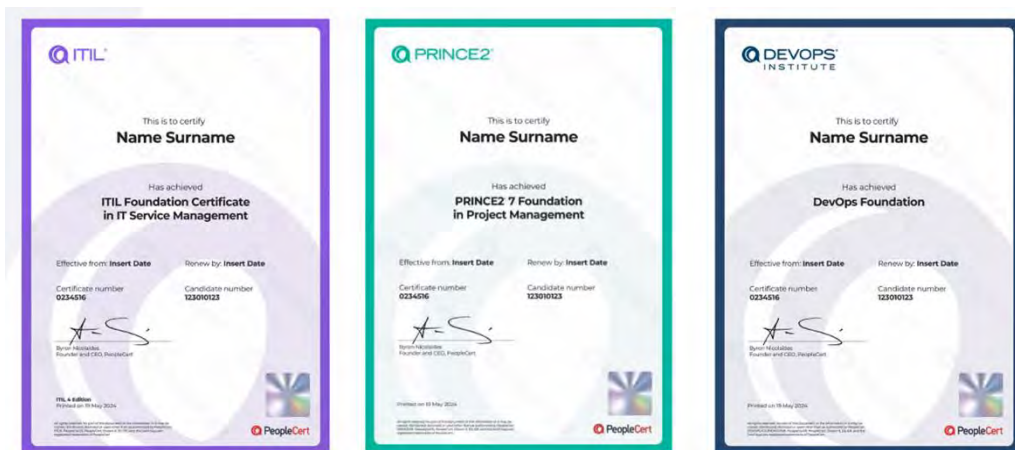 ITIL®
This is to certify
Name Surname
Has achieved
ITIL Foundation Certificate
in IT Service Management
Effective from: Insert Date
Renew by: Insert Date
Certificate number
0234516
Candidate number
123010123
Byron Nicolaides
Founder and CEO, PeopleCert
ITIL 4 Edition
Printed on 19 May 2024
PeopleCert
PRINCE2®
This is to certify
Name Surname
Has achieved
PRINCE2 7 Foundation
in Project Management
Effective from: Insert Date
Renew by: Insert Date
Certificate number
0234516
Candidate number
123010123
Byron Nicolaides
Founder and CEO, PeopleCert
Printed on 19 May 2024
PeopleCert
DEVOPS®
INSTITUTE
This is to certify
Name Surname
Has achieved
DevOps Foundation
Effective from: Insert Date
Renew by: Insert Date
Certificate number
0234516
Candidate number
123010123
Byron Nicolaides
Founder and CEO, PeopleCert
Printed on 19 May 2024
PeopleCert